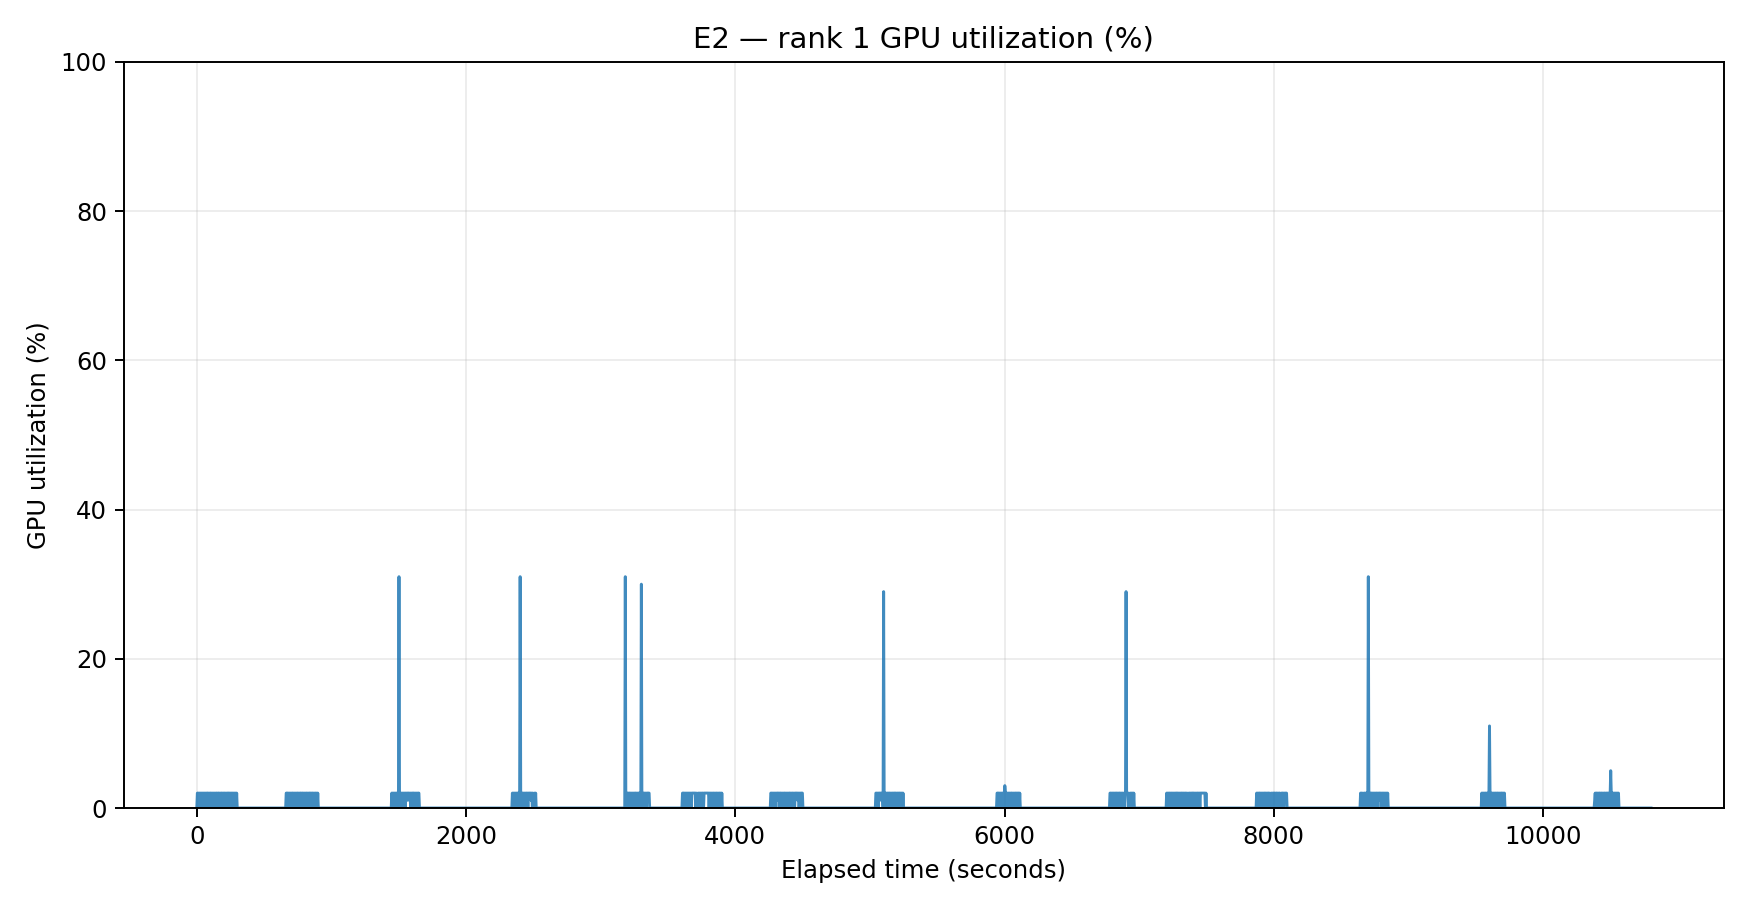 E2 — rank 1 GPU utilization (%)
100
80
60
40
20
0
GPU utilization (%)
0 2000 4000 6000 8000 10000
Elapsed time (seconds)